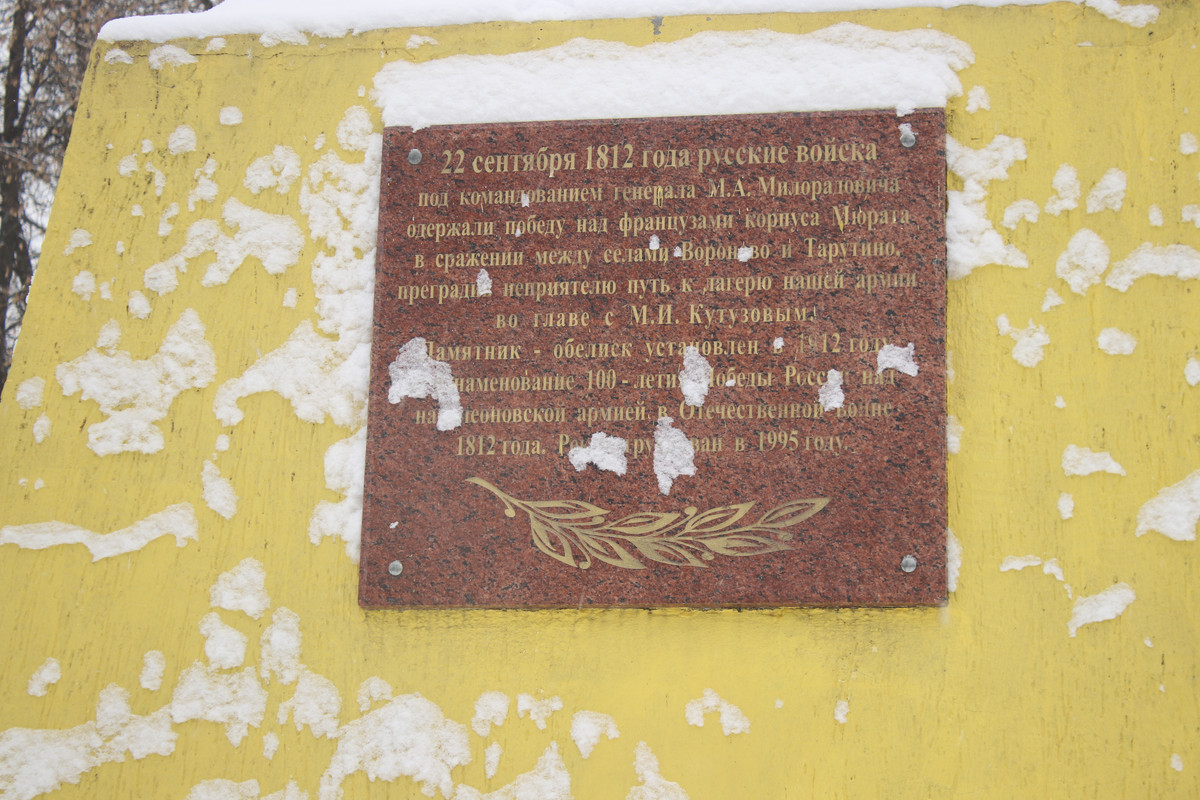 22 сентября 1812 года русские войска
под командованием генерала М.А. Милорадовича
одержали победу над французами корпуса Мюрата
в сражении между селами Вороново и Тарутино,
преградив неприятелю путь к лагерю нашей армии
во главе с М.И. Кутузовым.
Памятник - обелиск установлен в 1912 году
100 - летия Победы России над
армией в Отечественной войне
1812 года. в 1995 году.